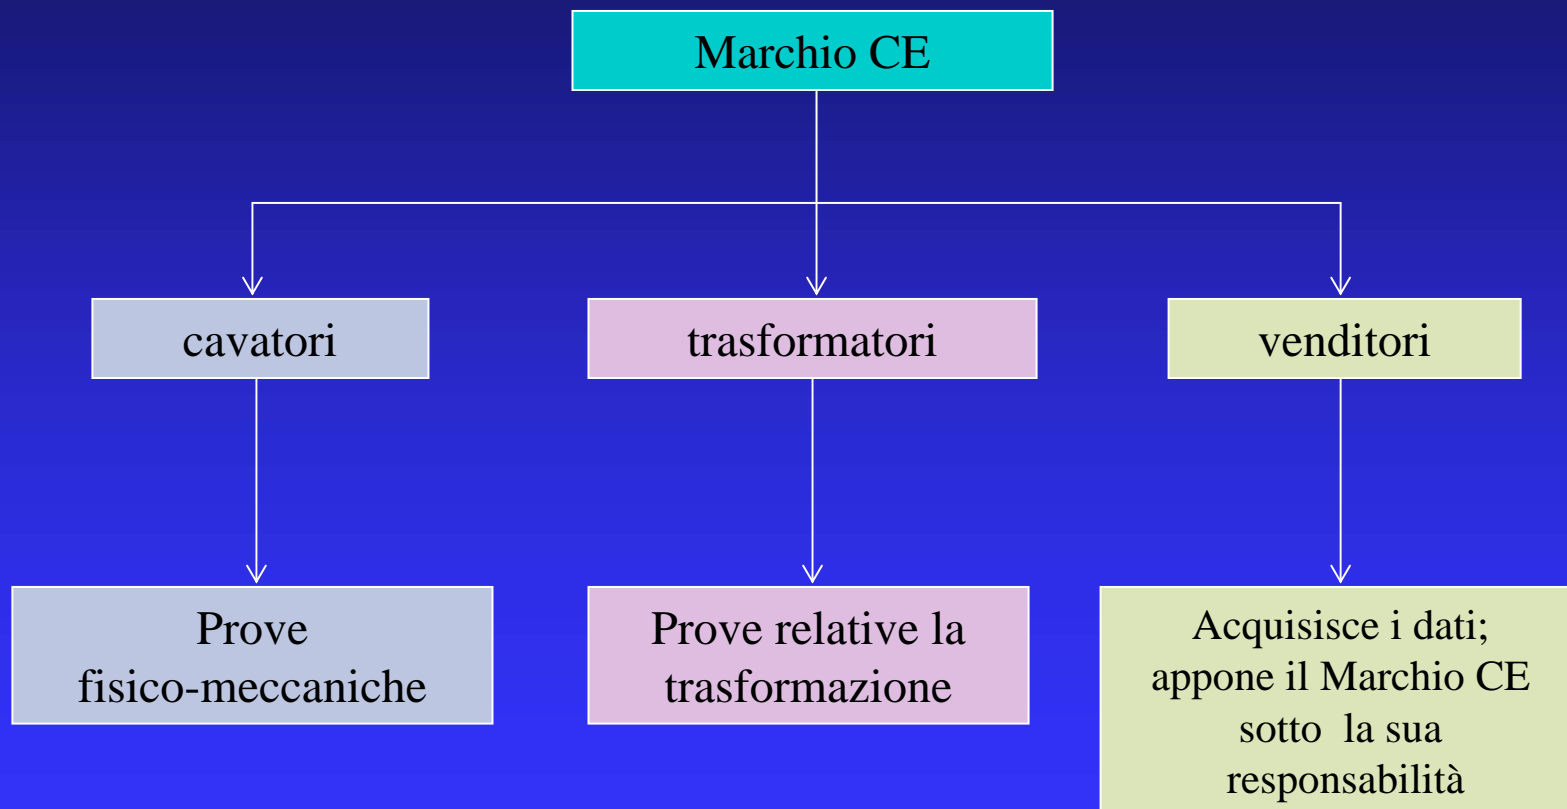 Marchio CE
cavatori
trasformatori
venditori
Prove
fisico-meccaniche
Prove relative la
trasformazione
Acquisisce i dati;
appone il Marchio CE
sotto la sua
responsabilità